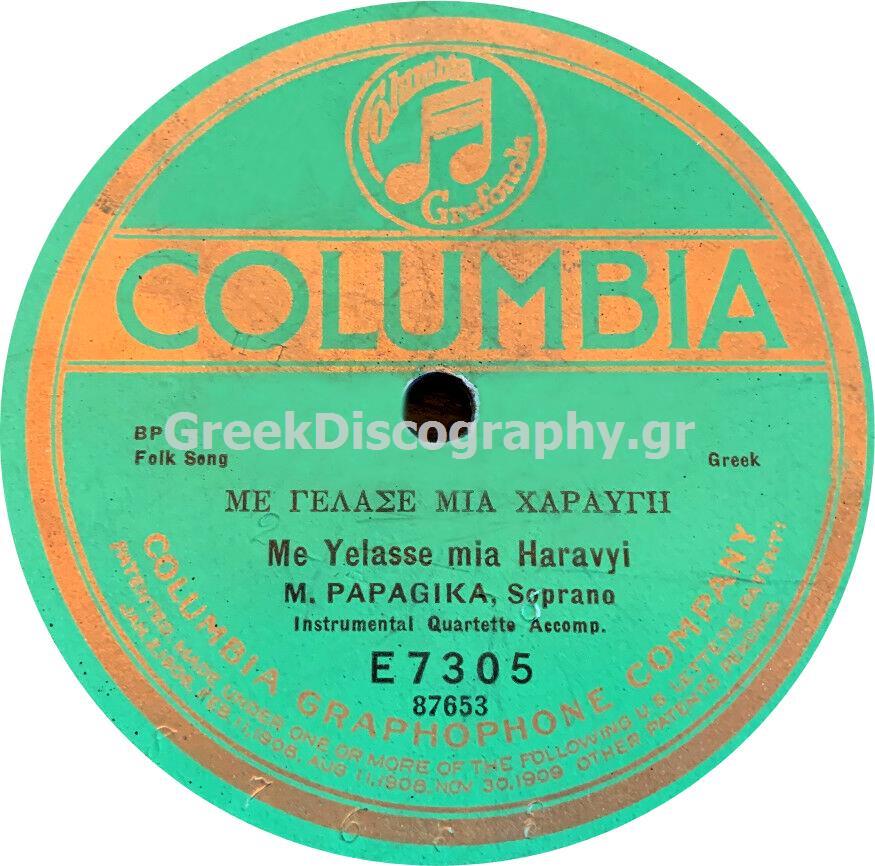 Columbia
Grafonola
COLUMBIA
GreekDiscography.gr
BP
Folk Song
Greek
ΜΕ ΓΕΛΑΣΕ ΜΙΑ ΧΑΡΑΥΓΗ
Me Yelasse mia Haravyi
M. PAPAGIKA, Soprano
Instrumental Quartette Accomp.
E7305
87653
COLUMBIA GRAPHOPHONE COMPANY
PATENTED, MADE UNDER ONE OR MORE OF THE FOLLOWING U.S. LETTERS PATENT:
JAN. 2, 1906, FEB. 11, 1908, AUG 11, 1908, NOV 30, 1909 OTHER PATENTS PENDING